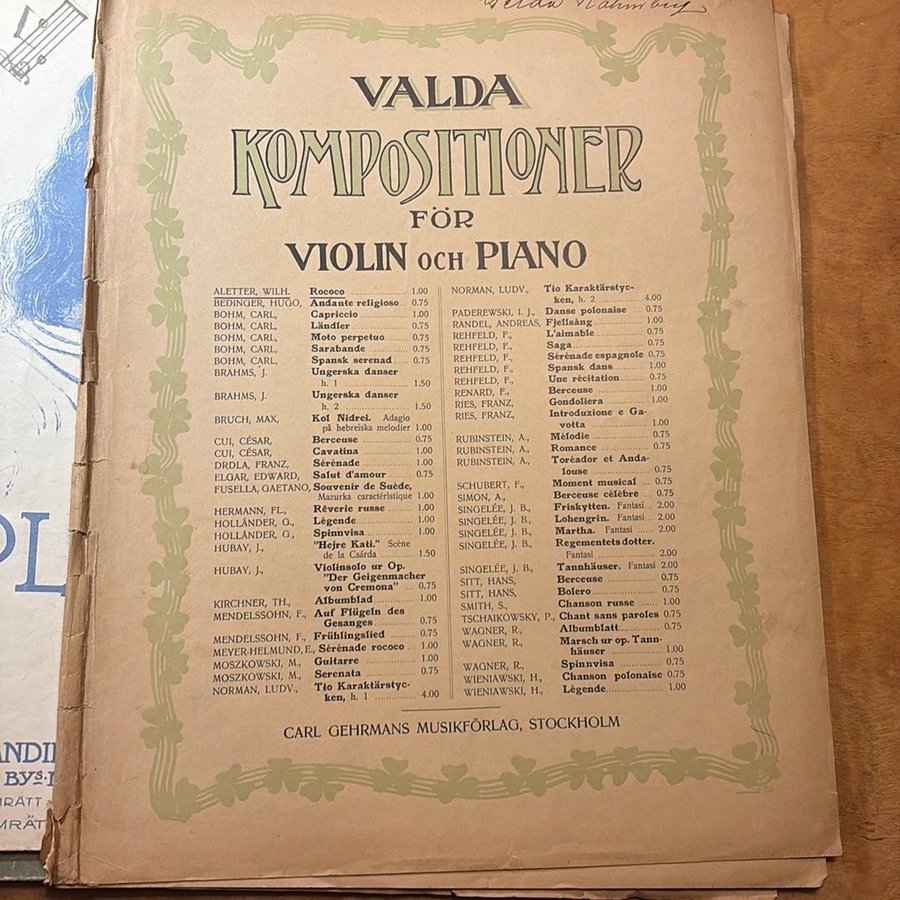 VALDA
KOMPOSITIONER
FÖR
VIOLIN OCH PIANO
ALETTER, WILH. Rococo 1.00
BEDINGER, HUGO, Andante religioso 0.75
BOHM, CARL, Capriccio 1.00
BOHM, CARL, Ländler 0.75
BOHM, CARL, Moto perpetuo 0.75
BOHM, CARL, Sarabande 0.75
BOHM, CARL, Spansk serenad 0.75
BRAHMS, J. Ungerska danser
h. 1 1.50
BRAHMS, J. Ungerska danser
h. 2 1.50
BRUCH, MAX, Kol Nidrei. Adagio
på hebreiska melodier 1.00
CUI, CÉSAR, Berceuse 0.75
CUI, CÉSAR, Cavatina 1.00
DRDLA, FRANZ, Sérénade 1.00
ELGAR, EDWARD, Salut d'amour 0.75
FUSELLA, GAETANO, Souvenir de Suède,
Mazurka caractéristique 1.00
HERMANN, FL., Rêverie russe 1.00
HOLLÄNDER, G., Légende 1.00
HOLLÄNDER, G., Spinnvisa 1.00
HUBAY, J., "Hejre Kati." Scène
de la Csárda 1.50
HUBAY, J., Violinsolo ur Op.
"Der Geigenmacher
von Cremona" 0.75
KIRCHNER, TH., Albumblad 1.00
MENDELSSOHN, F., Auf Flügeln des
Gesanges 0.75
MENDELSSOHN, F., Frühlingslied 0.75
MEYER-HELMUND, E., Sérénade rococo 1.00
MOSZKOWSKI, M., Guitarre 1.00
MOSZKOWSKI, M., Serenata 0.75
NORMAN, LUDV., Tio Karaktärstyc-
ken, h. 1 4.00
NORMAN, LUDV., Tio Karaktärstyc-
ken, h. 2 4.00
PADEREWSKI, I. J., Danse polonaise 0.75
RANDEL, ANDREAS, Fjellsång 1.00
REHFELD, F., L'aimable 0.75
REHFELD, F., Saga 0.75
REHFELD, F., Sérénade espagnole 0.75
REHFELD, F., Spansk dans 1.00
REHFELD, F., Une récitation 0.75
RENARD, F., Berceuse 1.00
RIES, FRANZ, Gondoliera 1.00
RIES, FRANZ, Introduzione e Ga-
votta 1.00
RUBINSTEIN, A., Mélodie 0.75
RUBINSTEIN, A., Romance 0.75
RUBINSTEIN, A., Toréador et Anda-
louse 0.75
SCHUBERT, F., Moment musical 0.75
SIMON, A., Berceuse célèbre 0.75
SINGELÉE, J. B., Friskytten. Fantasi 2.00
SINGELÉE, J. B., Lohengrin. Fantasi 2.00
SINGELÉE, J. B., Martha. Fantasi 2.00
SINGELÉE, J. B., Regementets dotter.
Fantasi 2.00
SINGELÉE, J. B., Tannhäuser. Fantasi 2.00
SITT, HANS, Berceuse 0.75
SITT, HANS, Bolero 0.75
SMITH, S., Chanson russe 1.00
TSCHAIKOWSKY, P., Chant sans paroles 0.75
WAGNER, R., Albumblatt 0.75
WAGNER, R., Marsch ur op. Tann-
häuser 1.00
WAGNER, R., Spinnvisa 0.75
WIENIAWSKI, H., Chanson polonaise 0.75
WIENIAWSKI, H., Légende 1.00
CARL GEHRMANS MUSIKFÖRLAG, STOCKHOLM